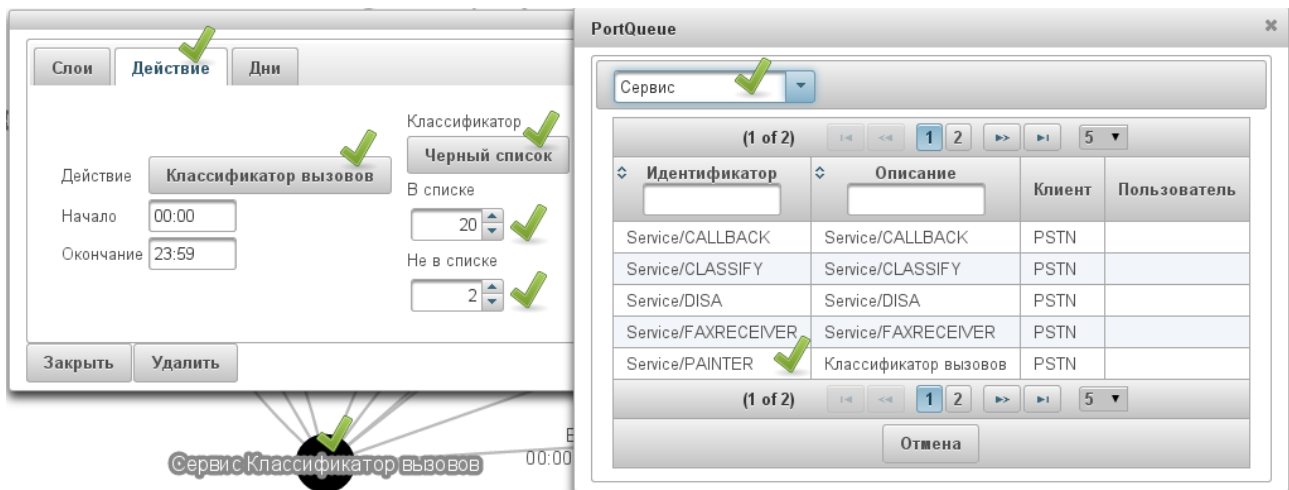 Слои
Действие
Дни
Классификатор
Черный список
Действие
Классификатор вызовов
В списке
Начало
00:00
20
Окончание
23:59
Не в списке
2
Закрыть
Удалить
Сервис Классификатор вызовов
00:00
PortQueue
Сервис
(1 of 2)
1
2
5
Идентификатор
Описание
Клиент
Пользователь
Service/CALLBACK Service/CALLBACK PSTN
Service/CLASSIFY Service/CLASSIFY PSTN
Service/DISA Service/DISA PSTN
Service/FAXRECEIVER Service/FAXRECEIVER PSTN
Service/PAINTER Классификатор вызовов PSTN
(1 of 2)
1
2
5
Отмена